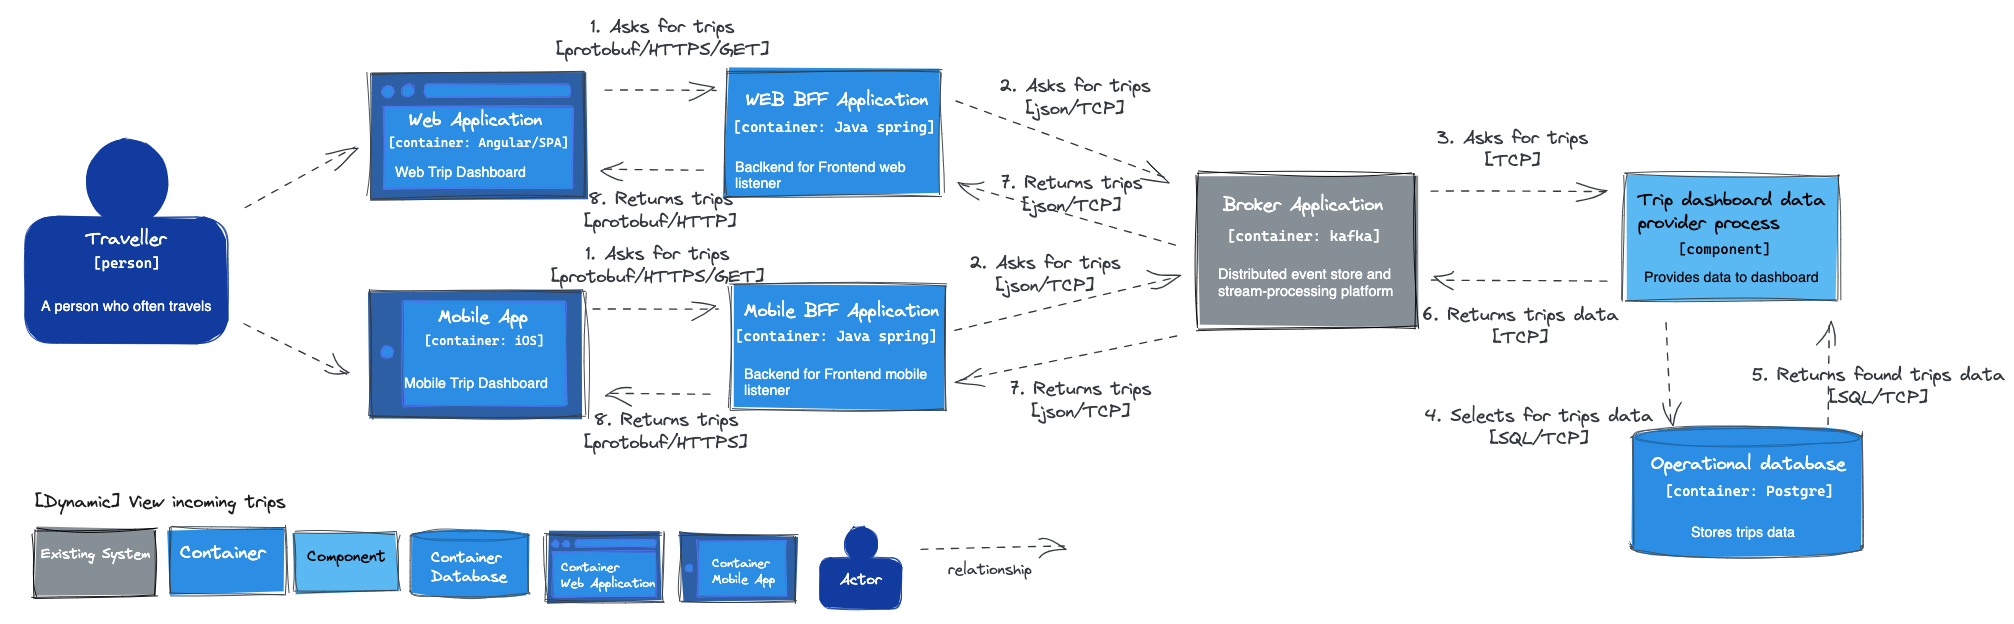 1. Asks for trips
[protobuf/HTTPS/GET]
Web Application
[container: Angular/SPA]
Web Trip Dashboard
WEB BFF Application
[container: Java spring]
Baclkend for Frontend web
listener
2. Asks for trips
[json/TCP]
8. Returns trips
[protobuf/HTTP]
7. Returns trips
[json/TCP]
Traveller
[person]
A person who often travels
1. Asks for trips
[protobuf/HTTPS/GET]
Mobile App
[container: iOS]
Mobile Trip Dashboard
Mobile BFF Application
[container: Java spring]
Backend for Frontend mobile
listener
2. Asks for trips
[json/TCP]
8. Returns trips
[protobuf/HTTPS]
7. Returns trips
[json/TCP]
Broker Application
[container: kafka]
Distributed event store and
stream-processing platform
3. Asks for trips
[TCP]
Trip dashboard data
provider process
[component]
Provides data to dashboard
6. Returns trips data
[TCP]
5. Returns found trips data
[SQL/TCP]
4. Selects for trips data
[SQL/TCP]
Operational database
[container: Postgre]
Stores trips data
[Dynamic] View incoming trips
Existing System
Container
Component
Container
Database
Container
Web Application
Container
Mobile App
Actor
relationship